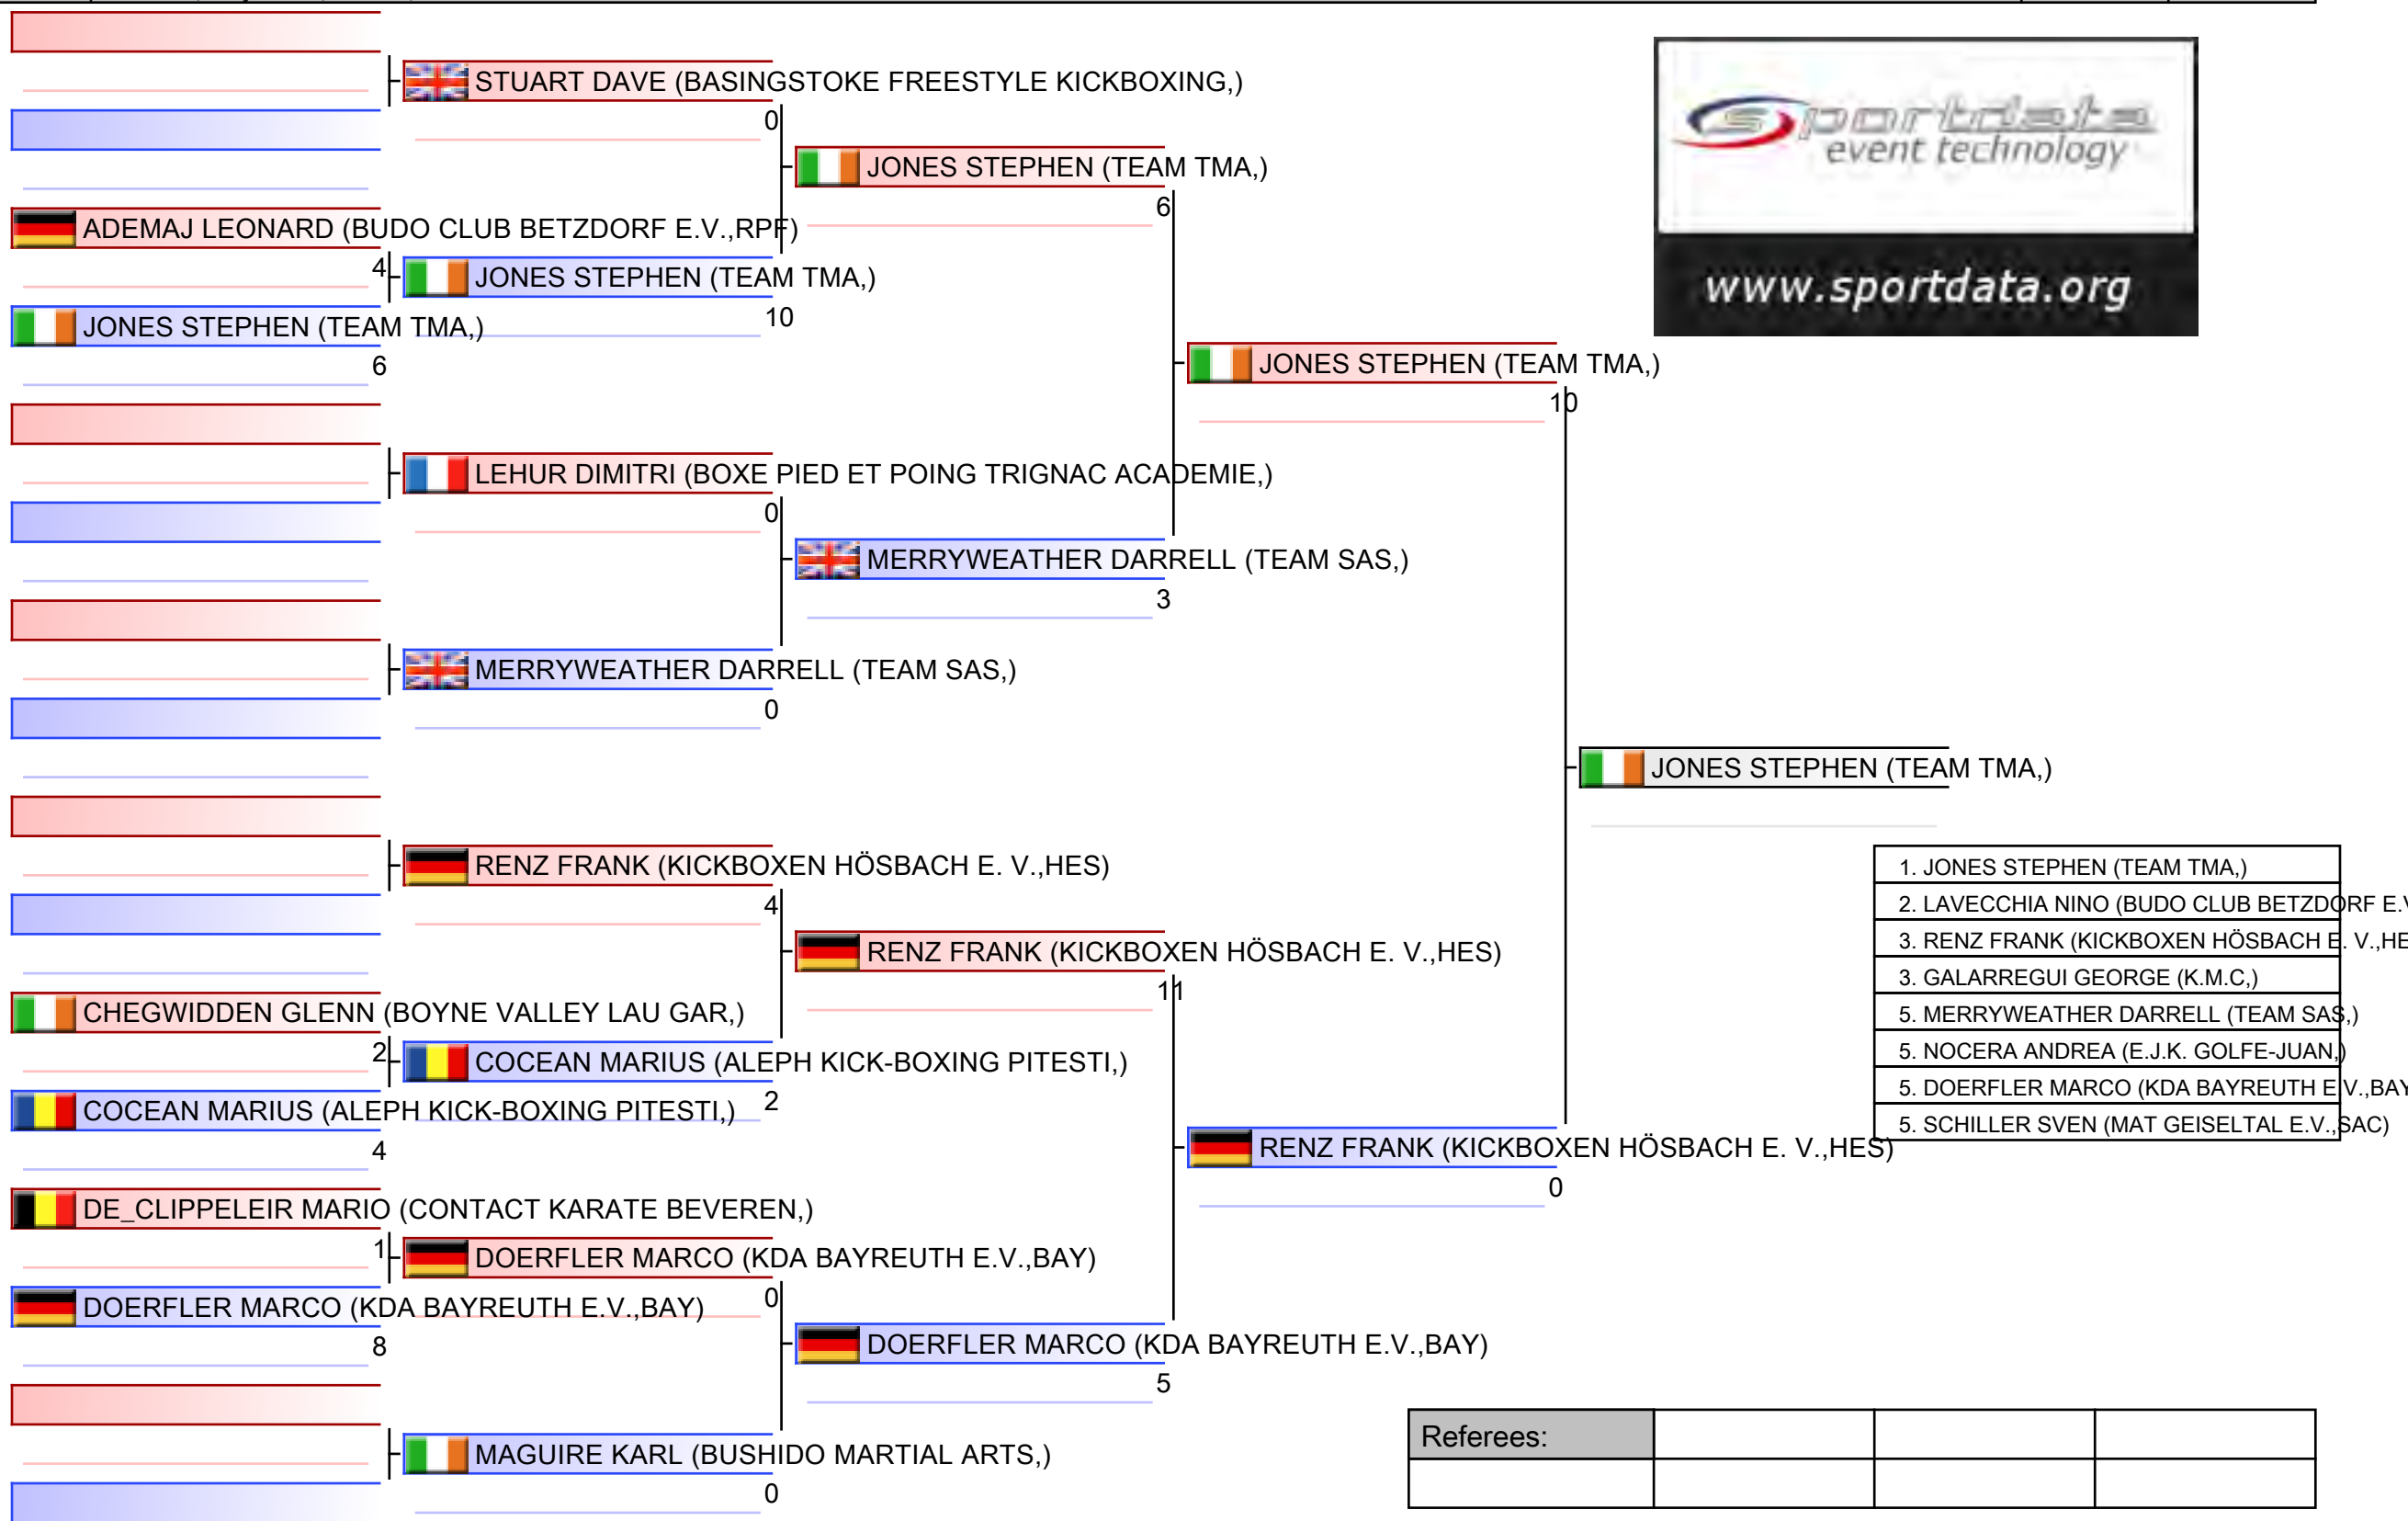 STUART DAVE (BASINGSTOKE FREESTYLE KICKBOXING,)
0
JONES STEPHEN (TEAM TMA,)
6
ADEMAJ LEONARD (BUDO CLUB BETZDORF E.V.,RPF)
4
JONES STEPHEN (TEAM TMA,)
10
JONES STEPHEN (TEAM TMA,)
6
JONES STEPHEN (TEAM TMA,)
10
LEHUR DIMITRI (BOXE PIED ET POING TRIGNAC ACADEMIE,)
0
MERRYWEATHER DARRELL (TEAM SAS,)
3
MERRYWEATHER DARRELL (TEAM SAS,)
0
JONES STEPHEN (TEAM TMA,)
RENZ FRANK (KICKBOXEN HÖSBACH E. V.,HES)
4
RENZ FRANK (KICKBOXEN HÖSBACH E. V.,HES)
11
CHEGWIDDEN GLENN (BOYNE VALLEY LAU GAR,)
2
COCEAN MARIUS (ALEPH KICK-BOXING PITESTI,)
2
COCEAN MARIUS (ALEPH KICK-BOXING PITESTI,)
4
RENZ FRANK (KICKBOXEN HÖSBACH E. V.,HES)
0
DE_CLIPPELEIR MARIO (CONTACT KARATE BEVEREN,)
1
DOERFLER MARCO (KDA BAYREUTH E.V.,BAY)
0
DOERFLER MARCO (KDA BAYREUTH E.V.,BAY)
8
DOERFLER MARCO (KDA BAYREUTH E.V.,BAY)
5
MAGUIRE KARL (BUSHIDO MARTIAL ARTS,)
0
sportdata
event technology
www.sportdata.org
1. JONES STEPHEN (TEAM TMA,)
2. LAVECCHIA NINO (BUDO CLUB BETZDORF E.V
3. RENZ FRANK (KICKBOXEN HÖSBACH E. V.,HE
3. GALARREGUI GEORGE (K.M.C,)
5. MERRYWEATHER DARRELL (TEAM SAS,)
5. NOCERA ANDREA (E.J.K. GOLFE-JUAN,)
5. DOERFLER MARCO (KDA BAYREUTH E.V.,BAY
5. SCHILLER SVEN (MAT GEISELTAL E.V.,SAC)
Referees: